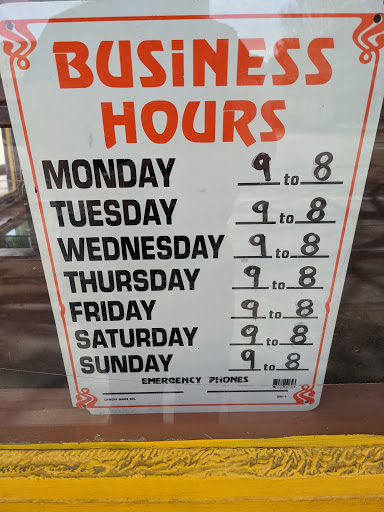 BUSiNESS
HOURS
MONDAY 9 to 8
TUESDAY 9 to 8
WEDNESDAY 9 to 8
THURSDAY 9 to 8
FRIDAY 9 to 8
SATURDAY 9 to 8
SUNDAY 9 to 8
EMERGENCY PHONES